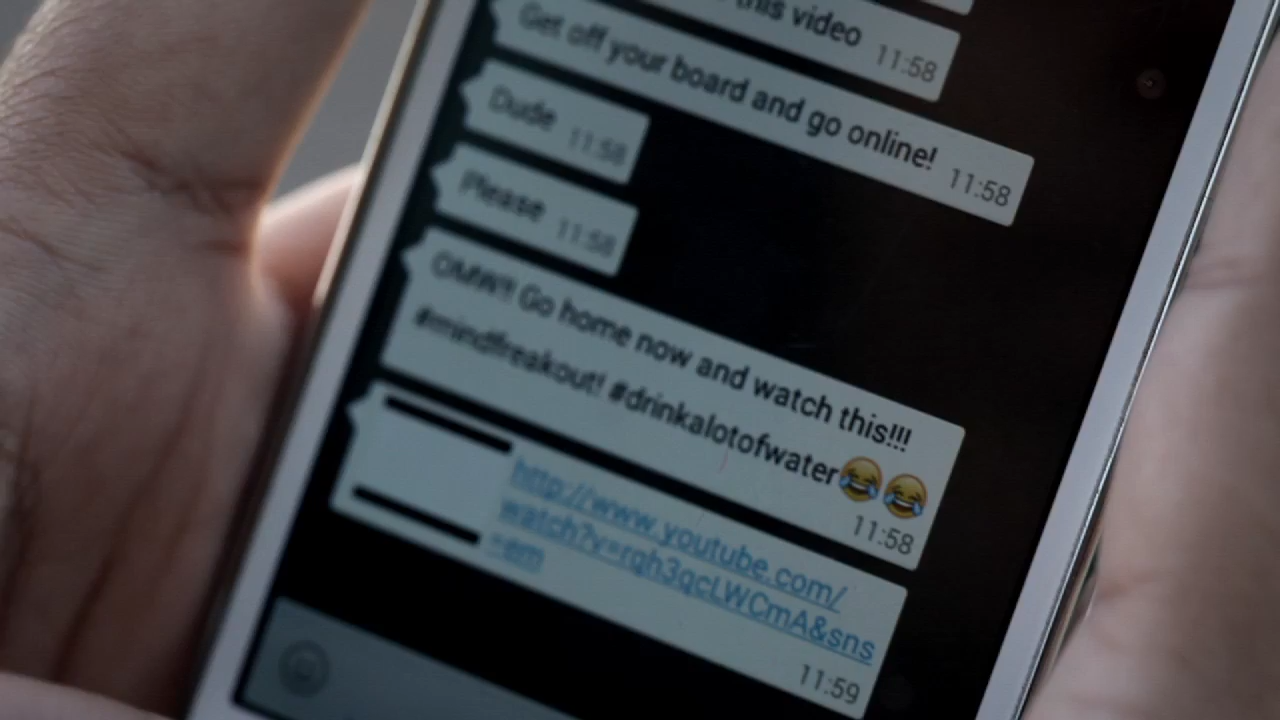 this video
11:58
Get off your board and go online!
11:58
Dude
11:58
Please
11:58
OMW!! Go home now and watch this!!!
#mindfreakout! #drinkalotofwater😂😂
11:58
http://www.youtube.com/
watch?v=rgh3qcLWCmA&sns
=em
11:59